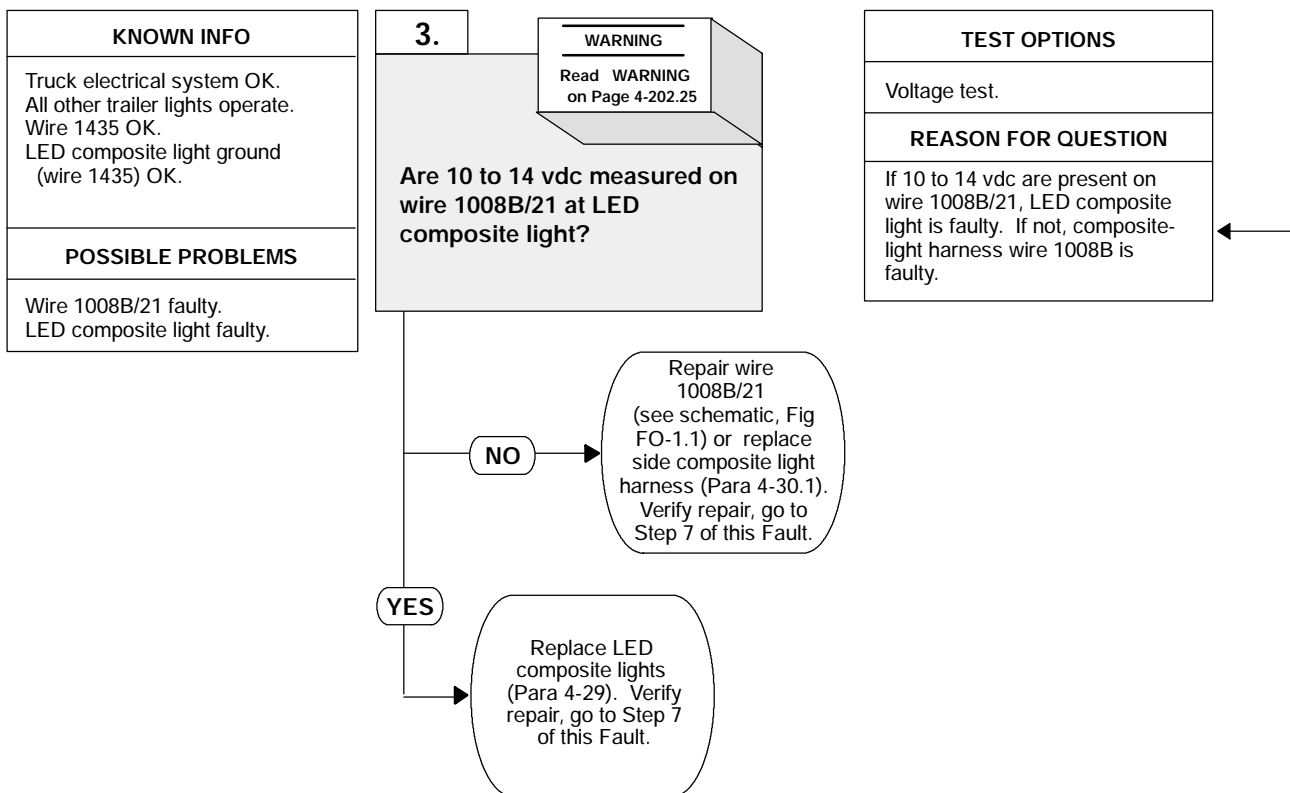 KNOWN INFO
Truck electrical system OK.
All other trailer lights operate.
Wire 1435 OK.
LED composite light ground
(wire 1435) OK.
POSSIBLE PROBLEMS
Wire 1008B/21 faulty.
LED composite light faulty.
3.
WARNING
Read WARNING
on Page 4-202.25
Are 10 to 14 vdc measured on
wire 1008B/21 at LED
composite light?
TEST OPTIONS
Voltage test.
REASON FOR QUESTION
If 10 to 14 vdc are present on
wire 1008B/21, LED composite
light is faulty. If not, composite-
light harness wire 1008B is
faulty.
NO
Repair wire
1008B/21
(see schematic, Fig
FO-1.1) or replace
side composite light
harness (Para 4-30.1).
Verify repair, go to
Step 7 of this Fault.
YES
Replace LED
composite lights
(Para 4-29). Verify
repair, go to Step 7
of this Fault.